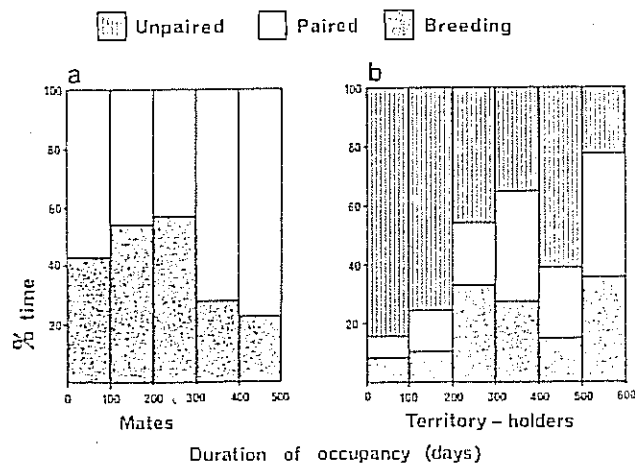 Unpaired Paired Breeding
a b
100 100
80 80
60 60
40 40
20 20
% time
0 100 200 300 400 500 0 100 200 300 400 500 600
Mates Territory - holders
Duration of occupancy (days)